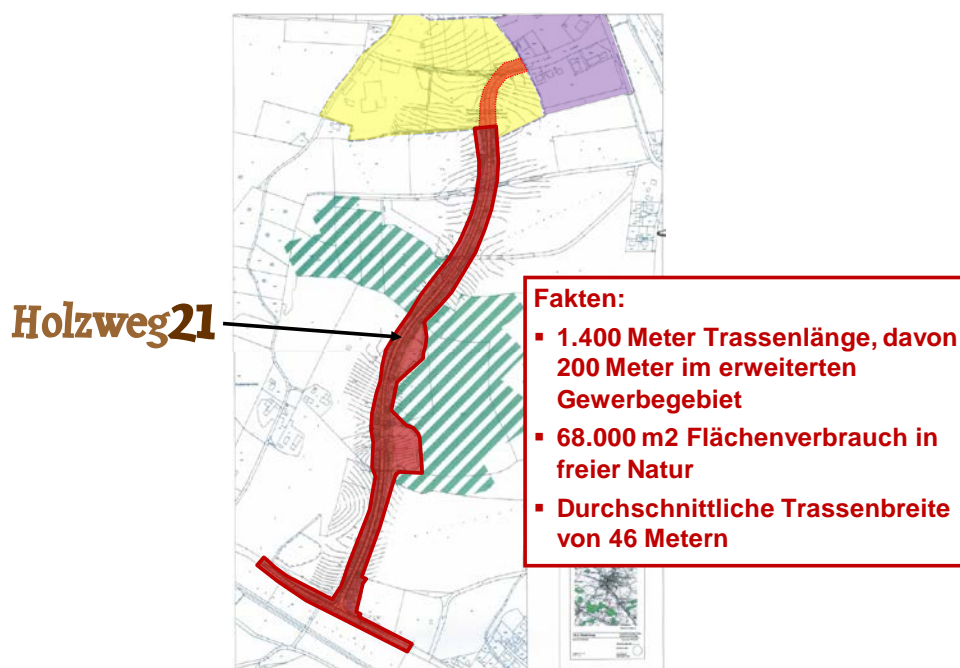 Holzweg21
Fakten:
▪ 1.400 Meter Trassenlänge, davon
200 Meter im erweiterten
Gewerbegebiet
▪ 68.000 m2 Flächenverbrauch in
freier Natur
▪ Durchschnittliche Trassenbreite
von 46 Metern